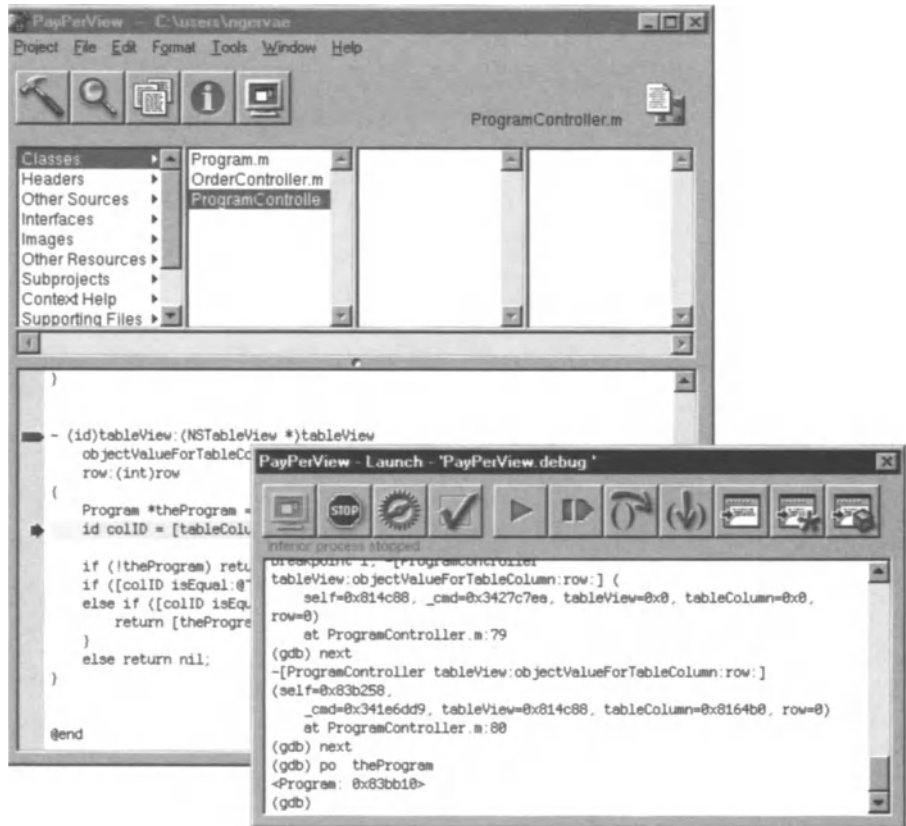 PayPerView - C:\users\ngervae
Project File Edit Format Tools Window Help
ProgramController.m
Classes
Headers
Other Sources
Interfaces
Images
Other Resources
Subprojects
Context Help
Supporting Files
Program.m
OrderController.m
ProgramControlle
}
- (id)tableView:(NSTableView *)tableView
objectValueForTableCo
row:(int)row
{
Program *theProgram =
id colID = [tableColu
if (!theProgram) retu
if ([colID isEqual:@"
else if ([colID isEqu
return [thePrograe
}
else return nil;
}
@end
PayPerView - Launch - 'PayPerView.debug '
STOP
Inferior process stopped
breakpoint 1, -[ProgramController
tableView:objectValueForTableColumn:row:] (
self=0x814c88, _cmd=0x3427c7ea, tableView=0x0, tableColumn=0x0,
row=0)
at ProgramController.m:79
(gdb) next
-[ProgramController tableView:objectValueForTableColumn:row:]
(self=0x83b258,
_cmd=0x341e6dd9, tableView=0x814c88, tableColumn=0x8164b0, row=0)
at ProgramController.m:80
(gdb) next
(gdb) po theProgram
<Program: 0x83bb10>
(gdb)